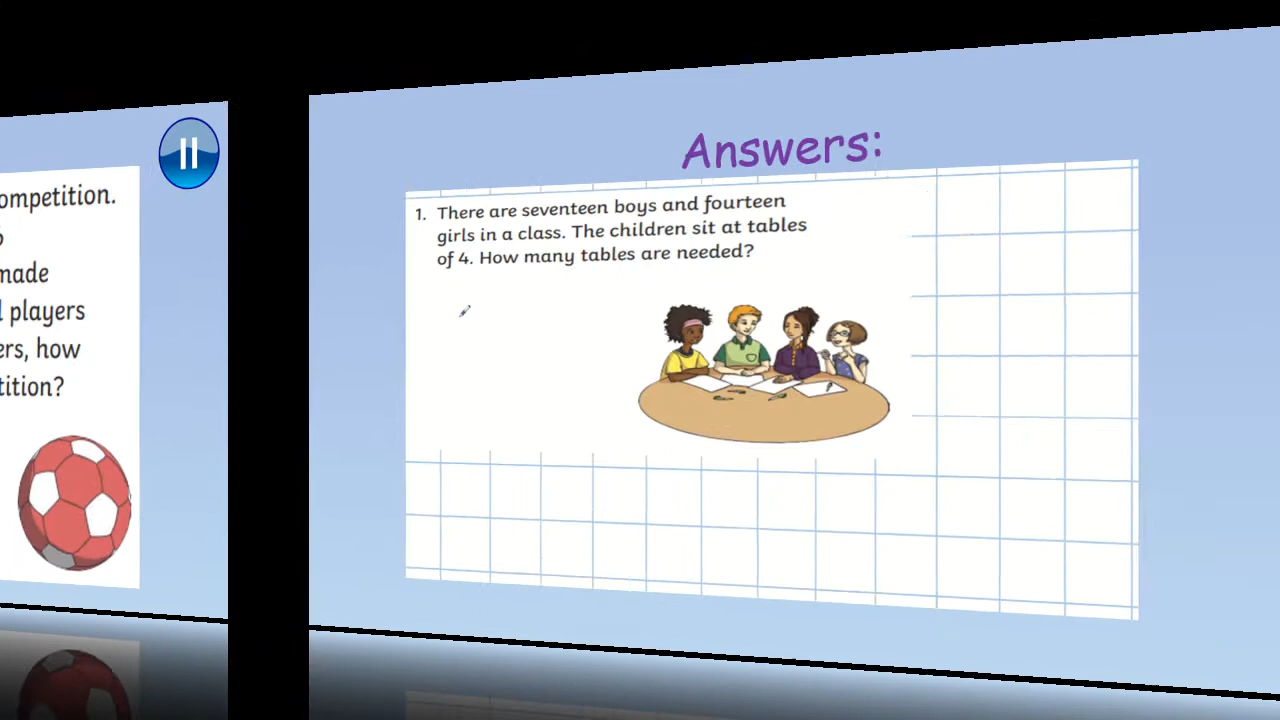 ompetition.
made
players
ers, how
tition?
Answers:
1. There are seventeen boys and fourteen
girls in a class. The children sit at tables
of 4. How many tables are needed?